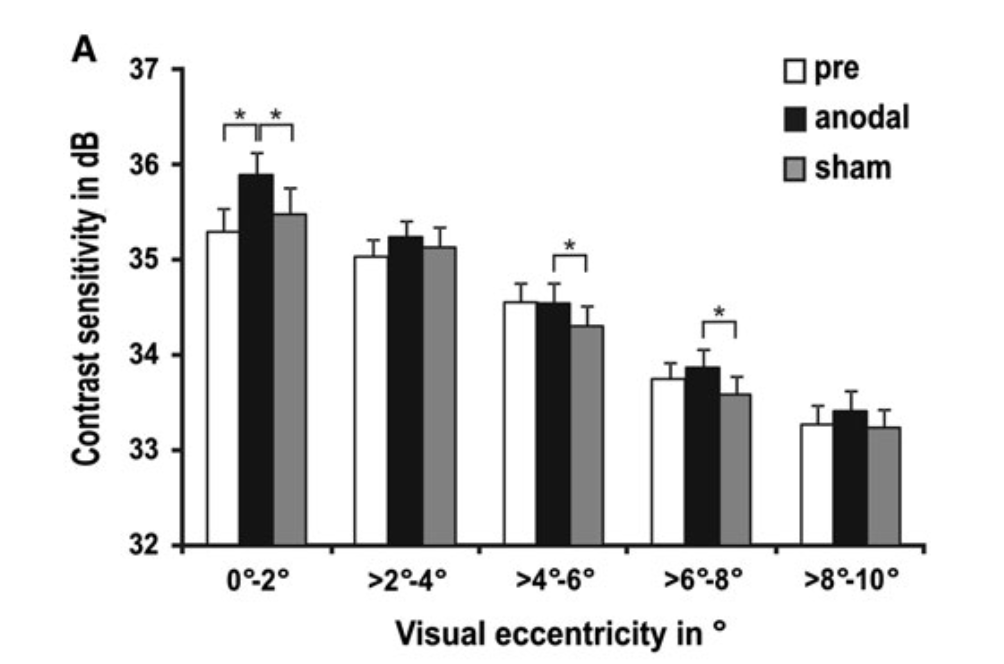 A
37
36
35
34
33
32
Contrast sensitivity in dB
pre
anodal
sham
* *
*
*
0°-2° >2°-4° >4°-6° >6°-8° >8°-10°
Visual eccentricity in °